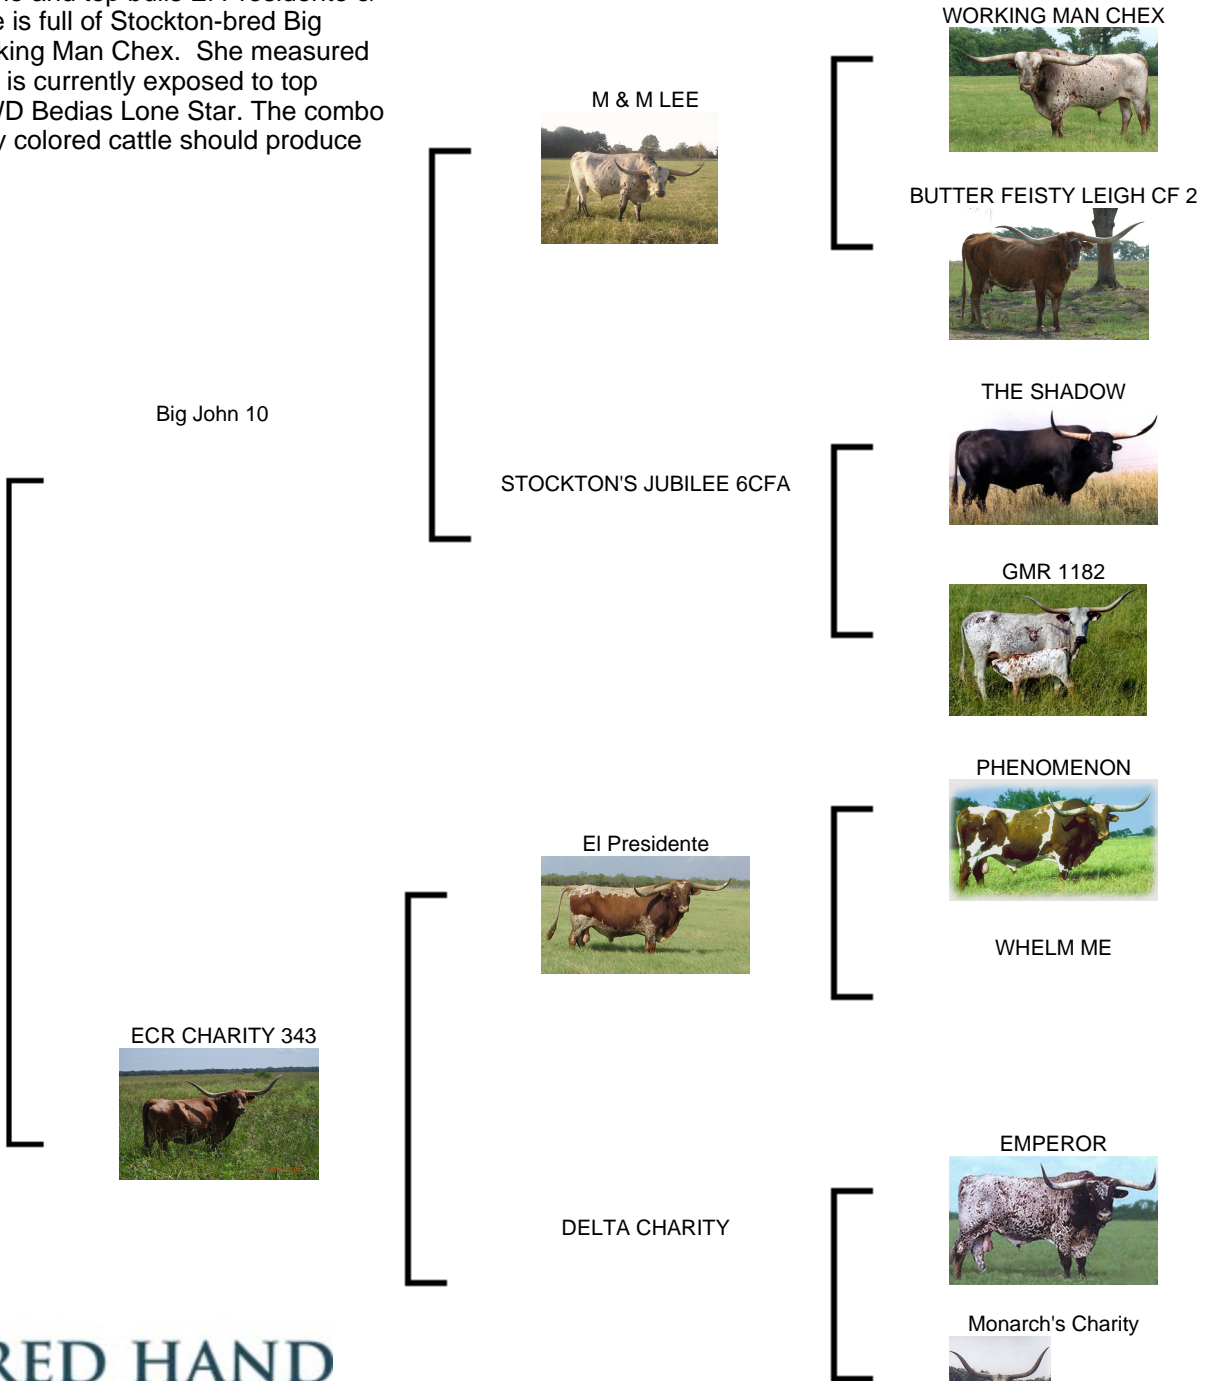 is full of Stockton-bred Big
king Man Chex. She measured
is currently exposed to top
D Bedias Lone Star. The combo
colored cattle should produce
WORKING MAN CHEX
M & M LEE
BUTTER FEISTY LEIGH CF 2
THE SHADOW
Big John 10
STOCKTON'S JUBILEE 6CFA
GMR 1182
PHENOMENON
El Presidente
WHELM ME
ECR CHARITY 343
EMPEROR
DELTA CHARITY
Monarch's Charity
RED HAND